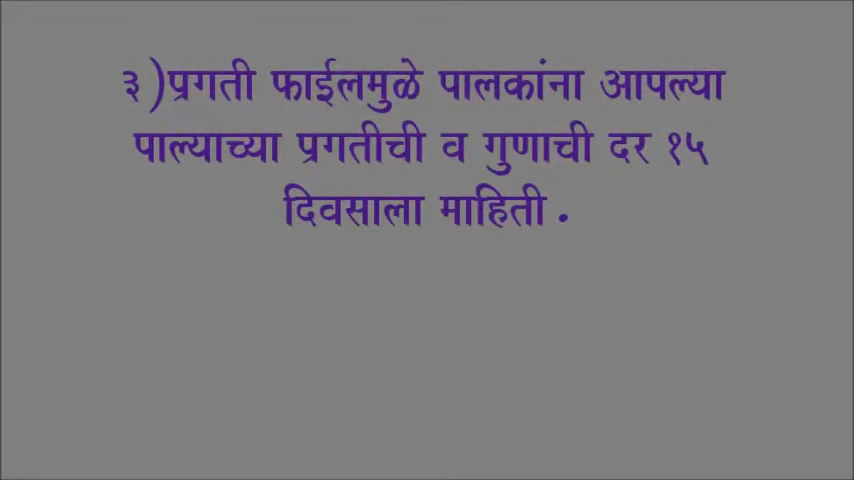 ३)प्रगती फाईलमुळे पालकांना आपल्या
पाल्याच्या प्रगतीची व गुणाची दर १५
दिवसाला माहिती.